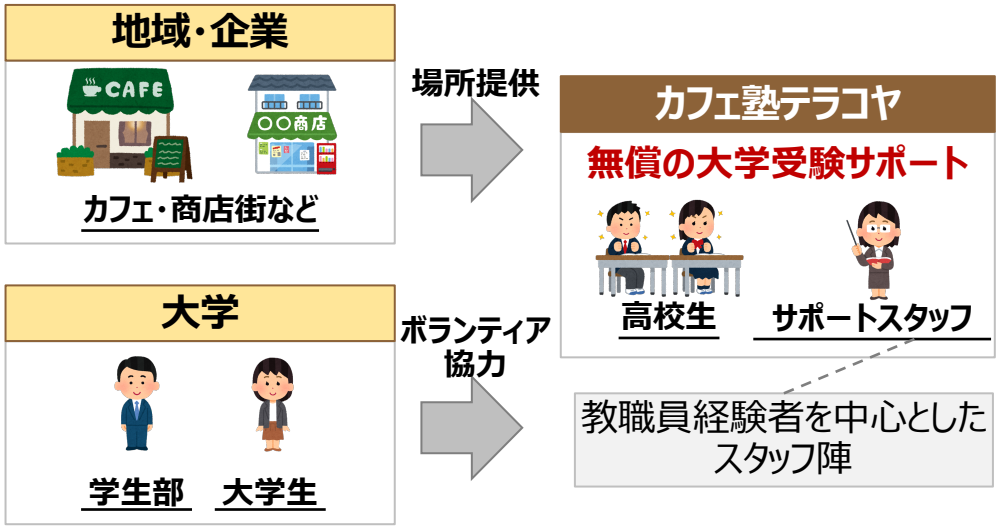 地域・企業
CAFE
〇〇商店
カフェ・商店街など
場所提供
大学
学生部
大学生
ボランティア
協力
カフェ塾テラコヤ
無償の大学受験サポート
高校生
サポートスタッフ
教職員経験者を中心とした
スタッフ陣